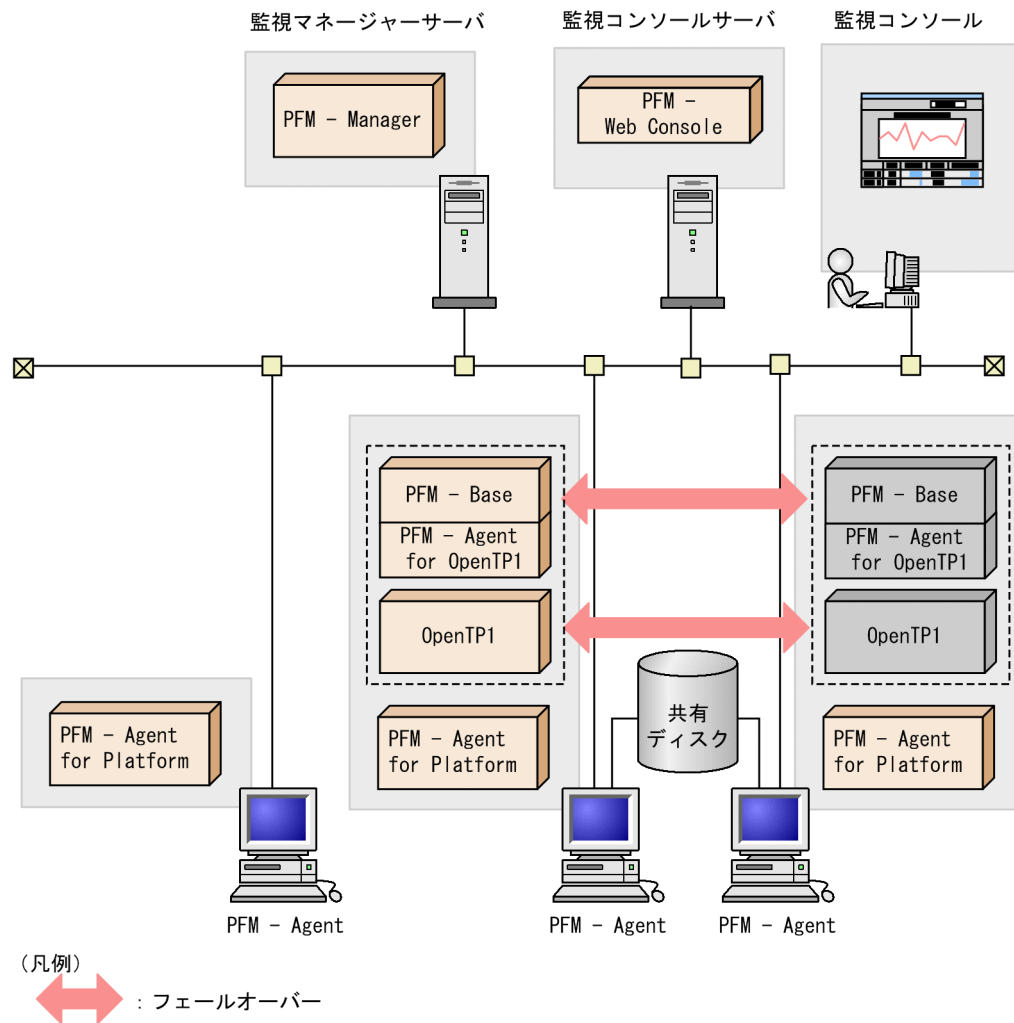 監視マネージャーサーバ
監視コンソールサーバ
監視コンソール
PFM - Manager
PFM -
Web Console
PFM - Base
PFM - Agent
for OpenTP1
OpenTP1
PFM - Base
PFM - Agent
for OpenTP1
OpenTP1
共有
ディスク
PFM - Agent
for Platform
PFM - Agent
for Platform
PFM - Agent
for Platform
PFM - Agent
PFM - Agent
PFM - Agent
(凡例)
: フェールオーバー